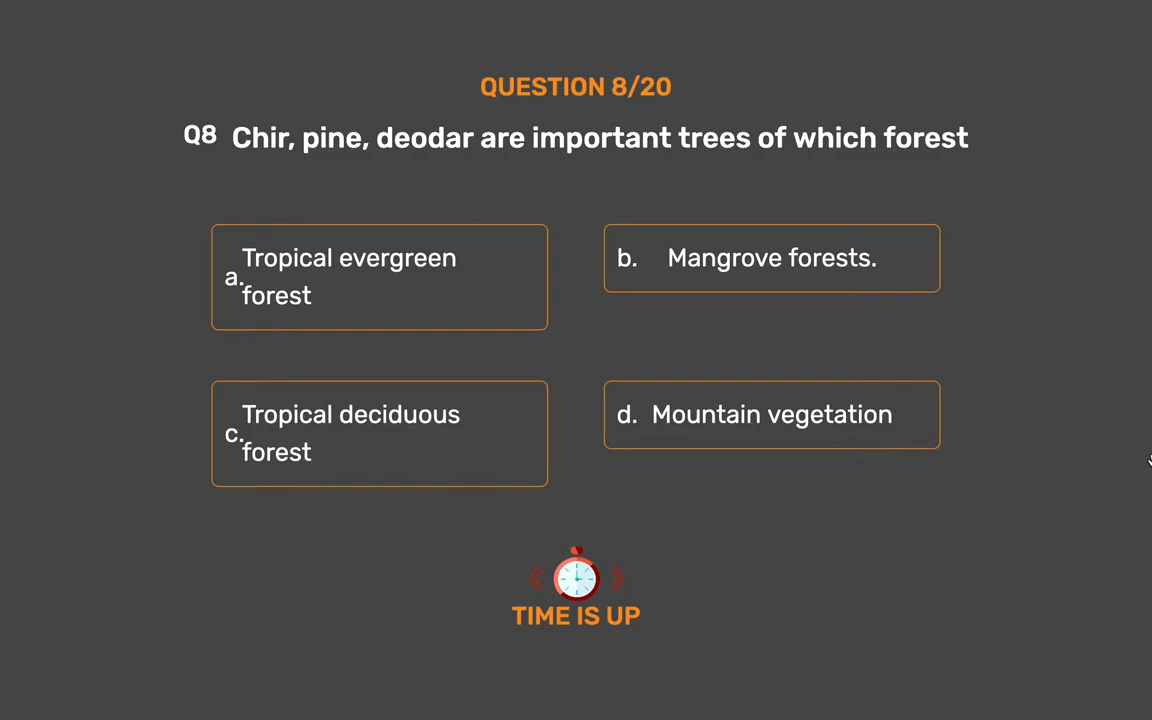 QUESTION 8/20
Q8 Chir, pine, deodar are important trees of which forest
a. Tropical evergreen
forest
b. Mangrove forests.
c. Tropical deciduous
forest
d. Mountain vegetation
TIME IS UP